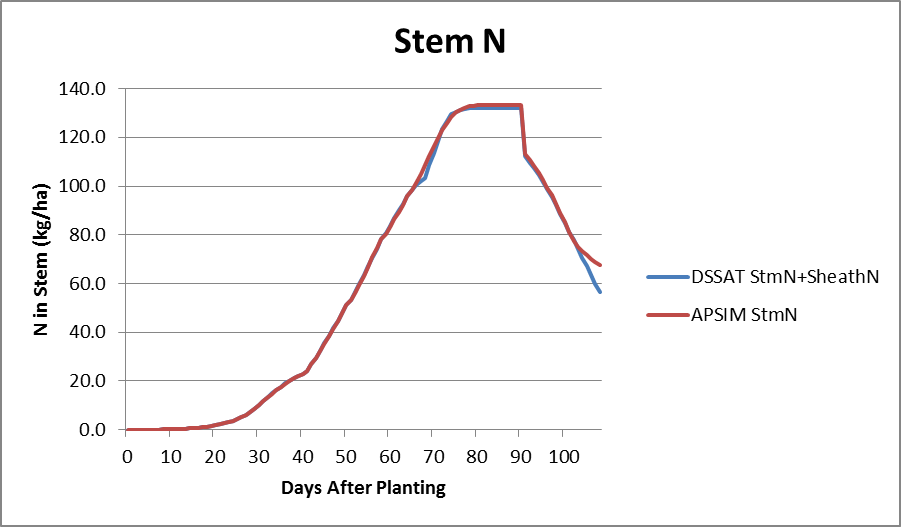 Stem N
N in Stem (kg/ha)
140.0
120.0
100.0
80.0
60.0
40.0
20.0
0.0
0 10 20 30 40 50 60 70 80 90 100
Days After Planting
DSSAT StmN+SheathN
APSIM StmN